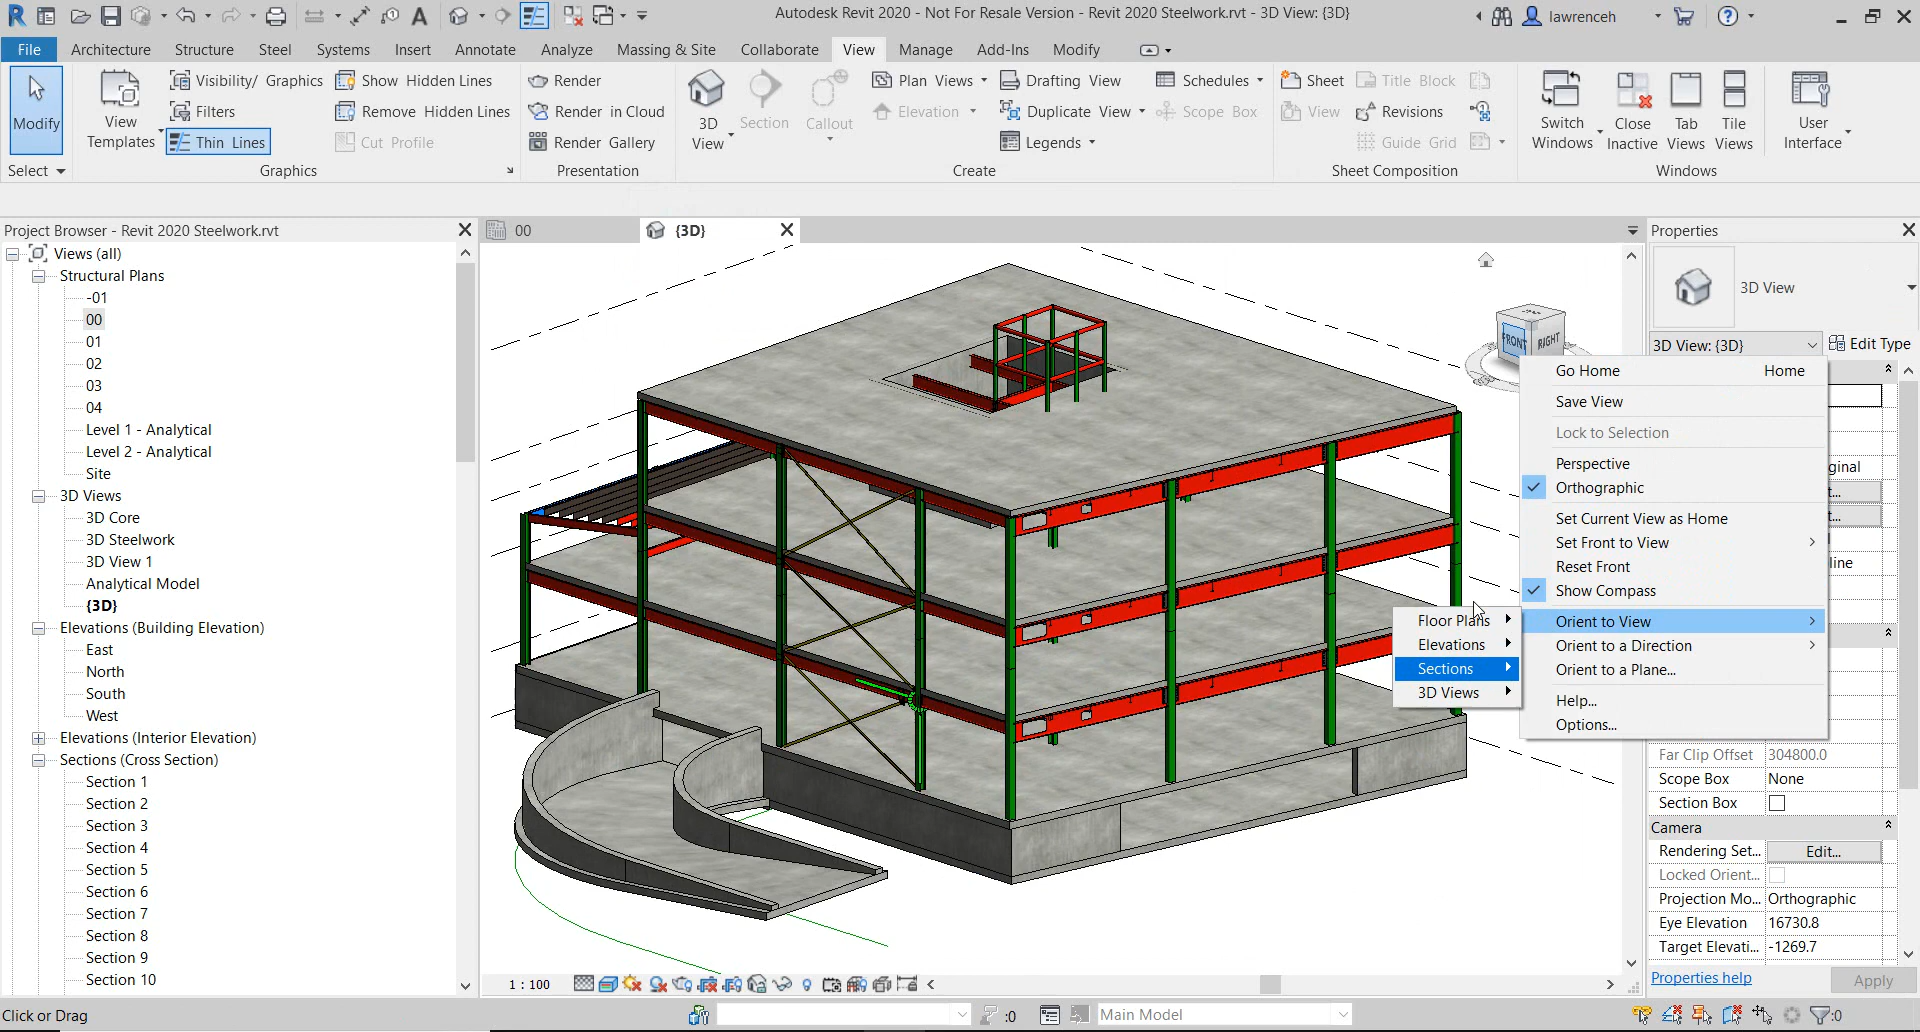 Autodesk Revit 2020 - Not For Resale Version - Revit 2020 Steelwork.rvt - 3D View: {3D}
lawrenceh
File Architecture Structure Steel Systems Insert Annotate Analyze Massing & Site Collaborate View Manage Add-Ins Modify
Modify
Select
View Templates
Visibility/ Graphics
Filters
Thin Lines
Show Hidden Lines
Remove Hidden Lines
Cut Profile
Graphics
Render
Render in Cloud
Render Gallery
Presentation
3D View
Section
Callout
Plan Views
Elevation
Drafting View
Duplicate View
Legends
Schedules
Scope Box
Create
Sheet
View
Title Block
Revisions
Guide Grid
Sheet Composition
Switch Windows
Close Inactive
Tab Views
Tile Views
User Interface
Windows
Project Browser - Revit 2020 Steelwork.rvt
Views (all)
Structural Plans
-01
00
01
02
03
04
Level 1 - Analytical
Level 2 - Analytical
Site
3D Views
3D Core
3D Steelwork
3D View 1
Analytical Model
{3D}
Elevations (Building Elevation)
East
North
South
West
Elevations (Interior Elevation)
Sections (Cross Section)
Section 1
Section 2
Section 3
Section 4
Section 5
Section 6
Section 7
Section 8
Section 9
Section 10
00
{3D}
FRONT
RIGHT
Floor Plans
Elevations
Sections
3D Views
Go Home Home
Save View
Lock to Selection
Perspective
Orthographic
Set Current View as Home
Set Front to View
Reset Front
Show Compass
Orient to View
Orient to a Direction
Orient to a Plane...
Help...
Options...
Properties
3D View
3D View: {3D}
Edit Type
ginal
t...
t...
line
Far Clip Offset 304800.0
Scope Box None
Section Box
Camera
Rendering Set... Edit...
Locked Orient...
Projection Mo... Orthographic
Eye Elevation 16730.8
Target Elevati... -1269.7
Properties help
Apply
1 : 100
Click or Drag
:0
Main Model
:0